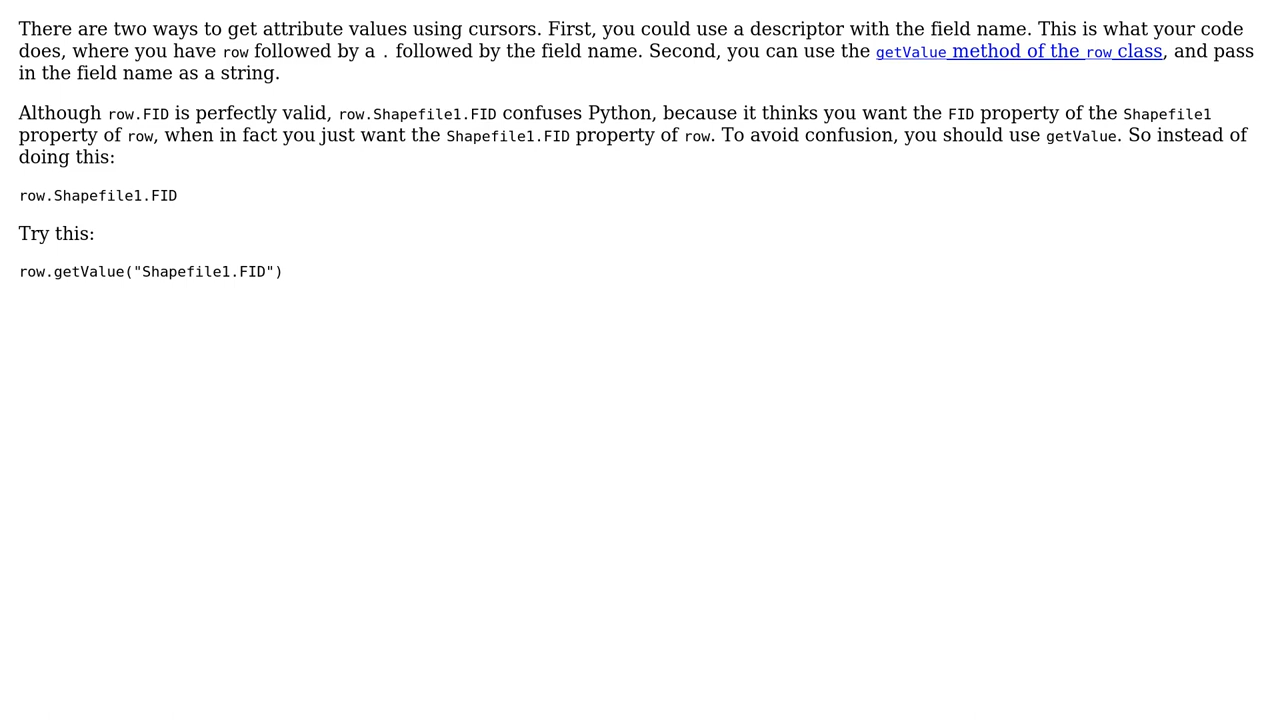 There are two ways to get attribute values using cursors. First, you could use a descriptor with the field name. This is what your code
does, where you have row followed by a . followed by the field name. Second, you can use the getValue method of the row class, and pass
in the field name as a string.
Although row.FID is perfectly valid, row.Shapefile1.FID confuses Python, because it thinks you want the FID property of the Shapefile1
property of row, when in fact you just want the Shapefile1.FID property of row. To avoid confusion, you should use getValue. So instead of
doing this:
row.Shapefile1.FID
Try this:
row.getValue("Shapefile1.FID")